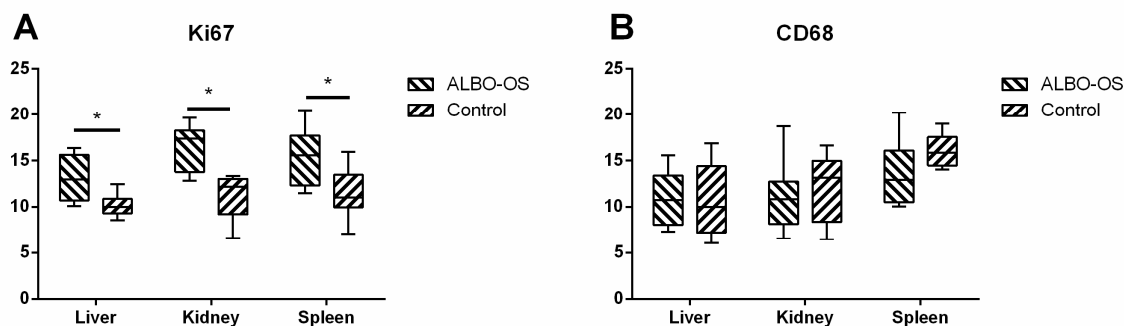 A
Ki67
25
20
15
10
5
0
*
*
*
Liver
Kidney
Spleen
ALBO-OS
Control
B
CD68
25
20
15
10
5
0
Liver
Kidney
Spleen
ALBO-OS
Control